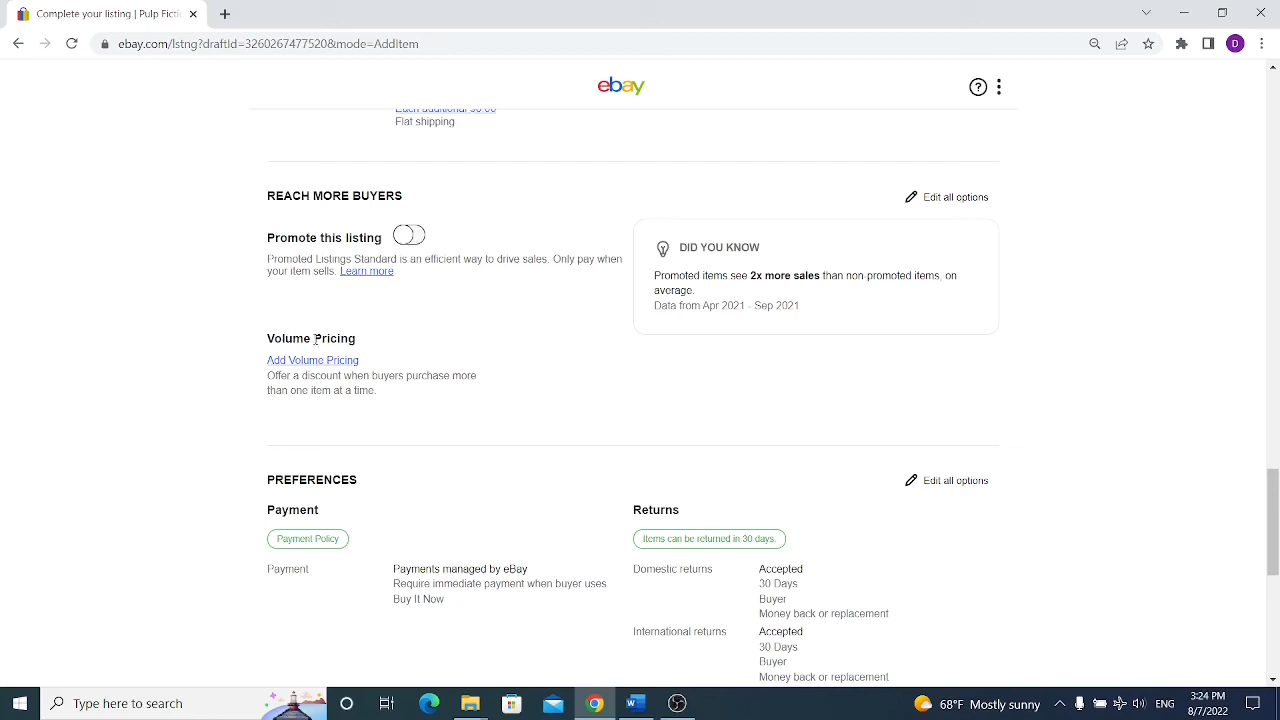 Complete your listing | Pulp Ficti
ebay.com/lstng?draftId=3260267477520&mode=AddItem
D
ebay
?
Each additional $0.00
Flat shipping
REACH MORE BUYERS
Edit all options
Promote this listing
Promoted Listings Standard is an efficient way to drive sales. Only pay when
your item sells. Learn more
DID YOU KNOW
Promoted items see 2x more sales than non-promoted items, on
average.
Data from Apr 2021 - Sep 2021
Volume Pricing
Add Volume Pricing
Offer a discount when buyers purchase more
than one item at a time.
PREFERENCES
Edit all options
Payment
Payment Policy
Payment
Payments managed by eBay
Require immediate payment when buyer uses
Buy It Now
Returns
Items can be returned in 30 days.
Domestic returns
Accepted
30 Days
Buyer
Money back or replacement
International returns
Accepted
30 Days
Buyer
Money back or replacement
Type here to search
68°F Mostly sunny
ENG
3:24 PM
8/7/2022